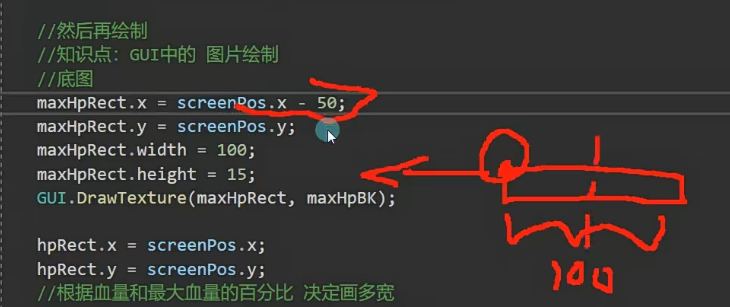 //然后再绘制
//知识点：GUI中的 图片绘制
//底图
maxHpRect.x = screenPos.x - 50;
maxHpRect.y = screenPos.y;
maxHpRect.width = 100;
maxHpRect.height = 15;
GUI.DrawTexture(maxHpRect, maxHpBK);
hpRect.x = screenPos.x;
hpRect.y = screenPos.y;
//根据血量和最大血量的百分比 决定画多宽
100